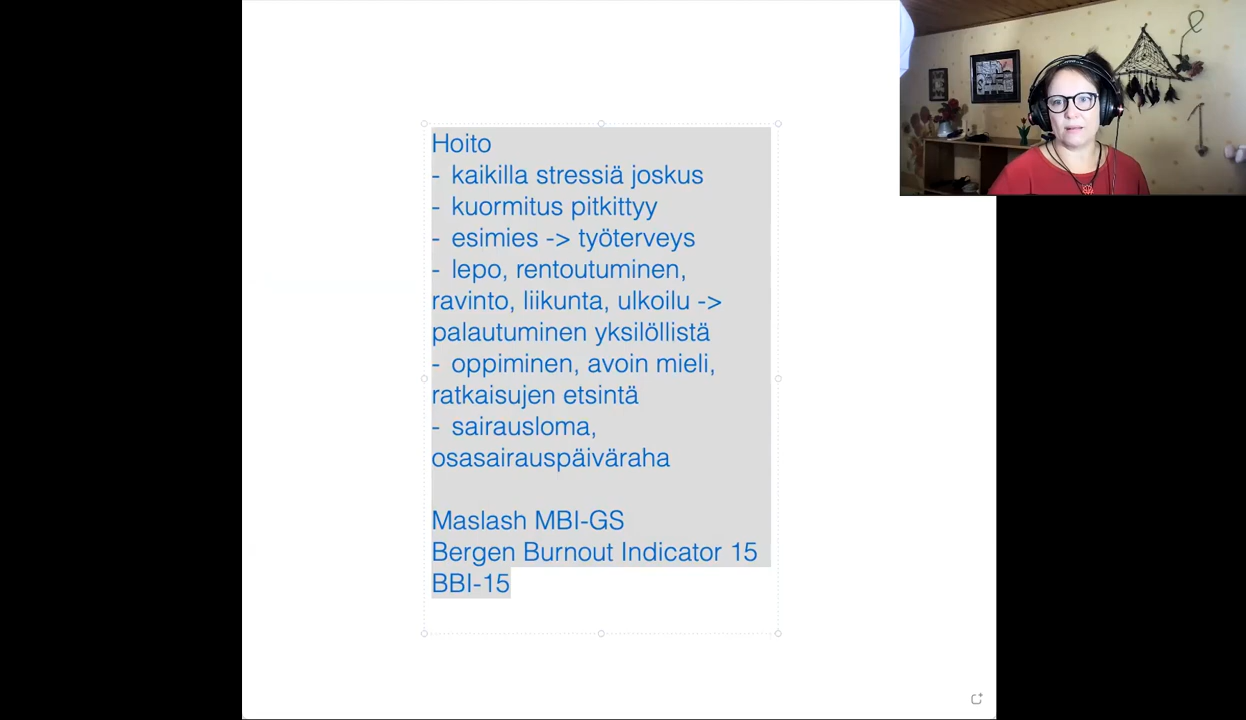 Hoito
- kaikilla stressiä joskus
- kuormitus pitkittyy
- esimies -> työterveys
- lepo, rentoutuminen,
ravinto, liikunta, ulkoilu ->
palautuminen yksilöllistä
- oppiminen, avoin mieli,
ratkaisujen etsintä
- sairausloma,
osasairauspäiväraha
Maslash MBI-GS
Bergen Burnout Indicator 15
BBI-15